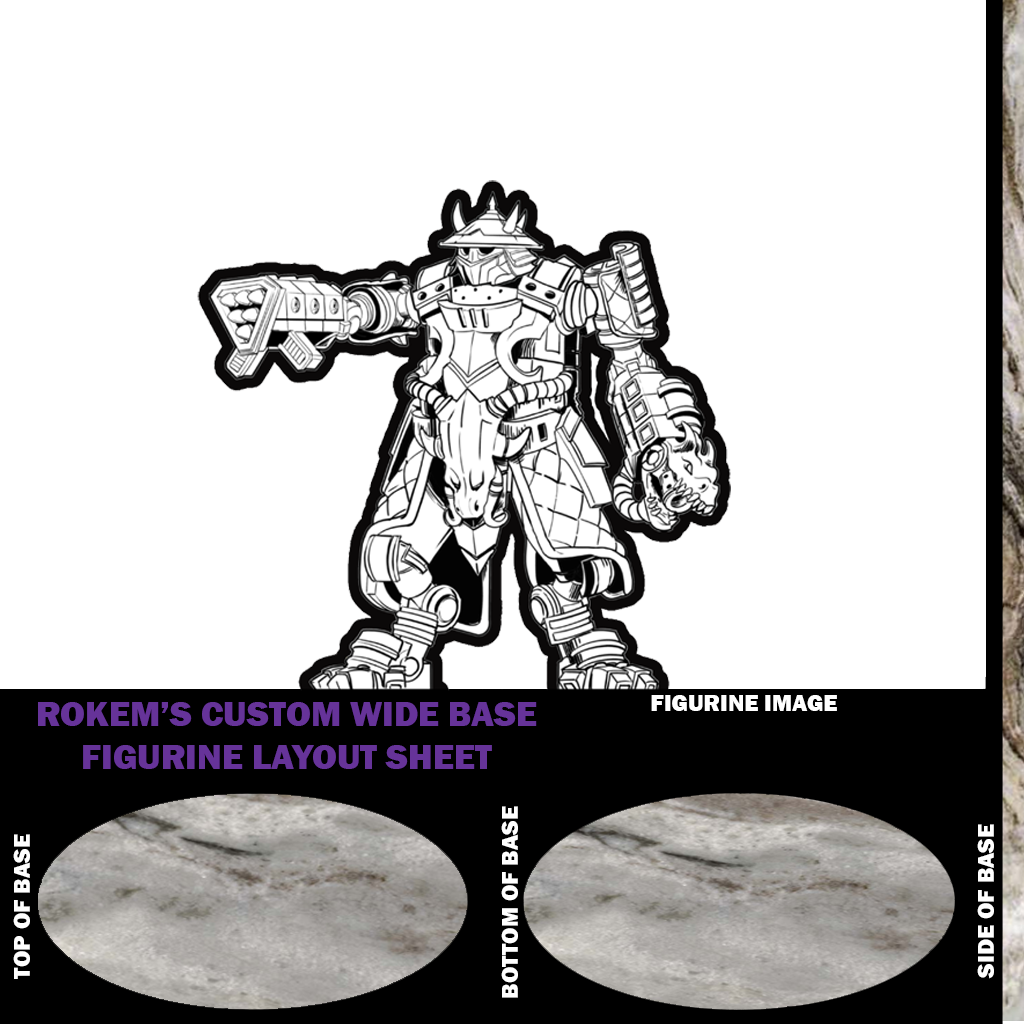 ROKEM'S CUSTOM WIDE BASE
FIGURINE LAYOUT SHEET
FIGURINE IMAGE
TOP OF BASE
BOTTOM OF BASE
SIDE OF BASE